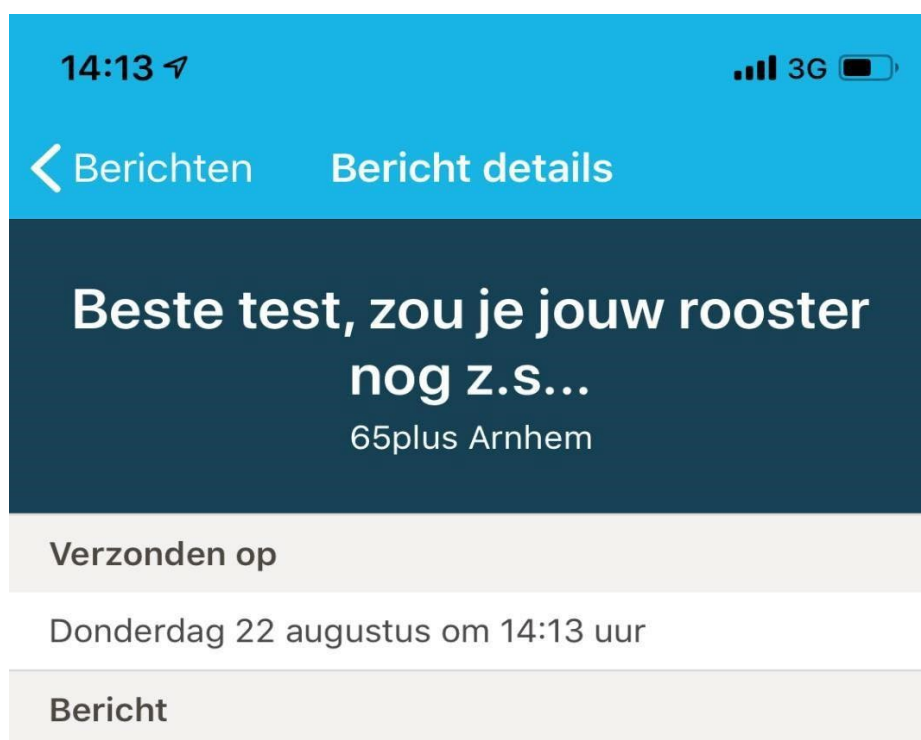 14:13
3G
Berichten Bericht details
Beste test, zou je jouw rooster
nog z.s...
65plus Arnhem
Verzonden op
Donderdag 22 augustus om 14:13 uur
Bericht